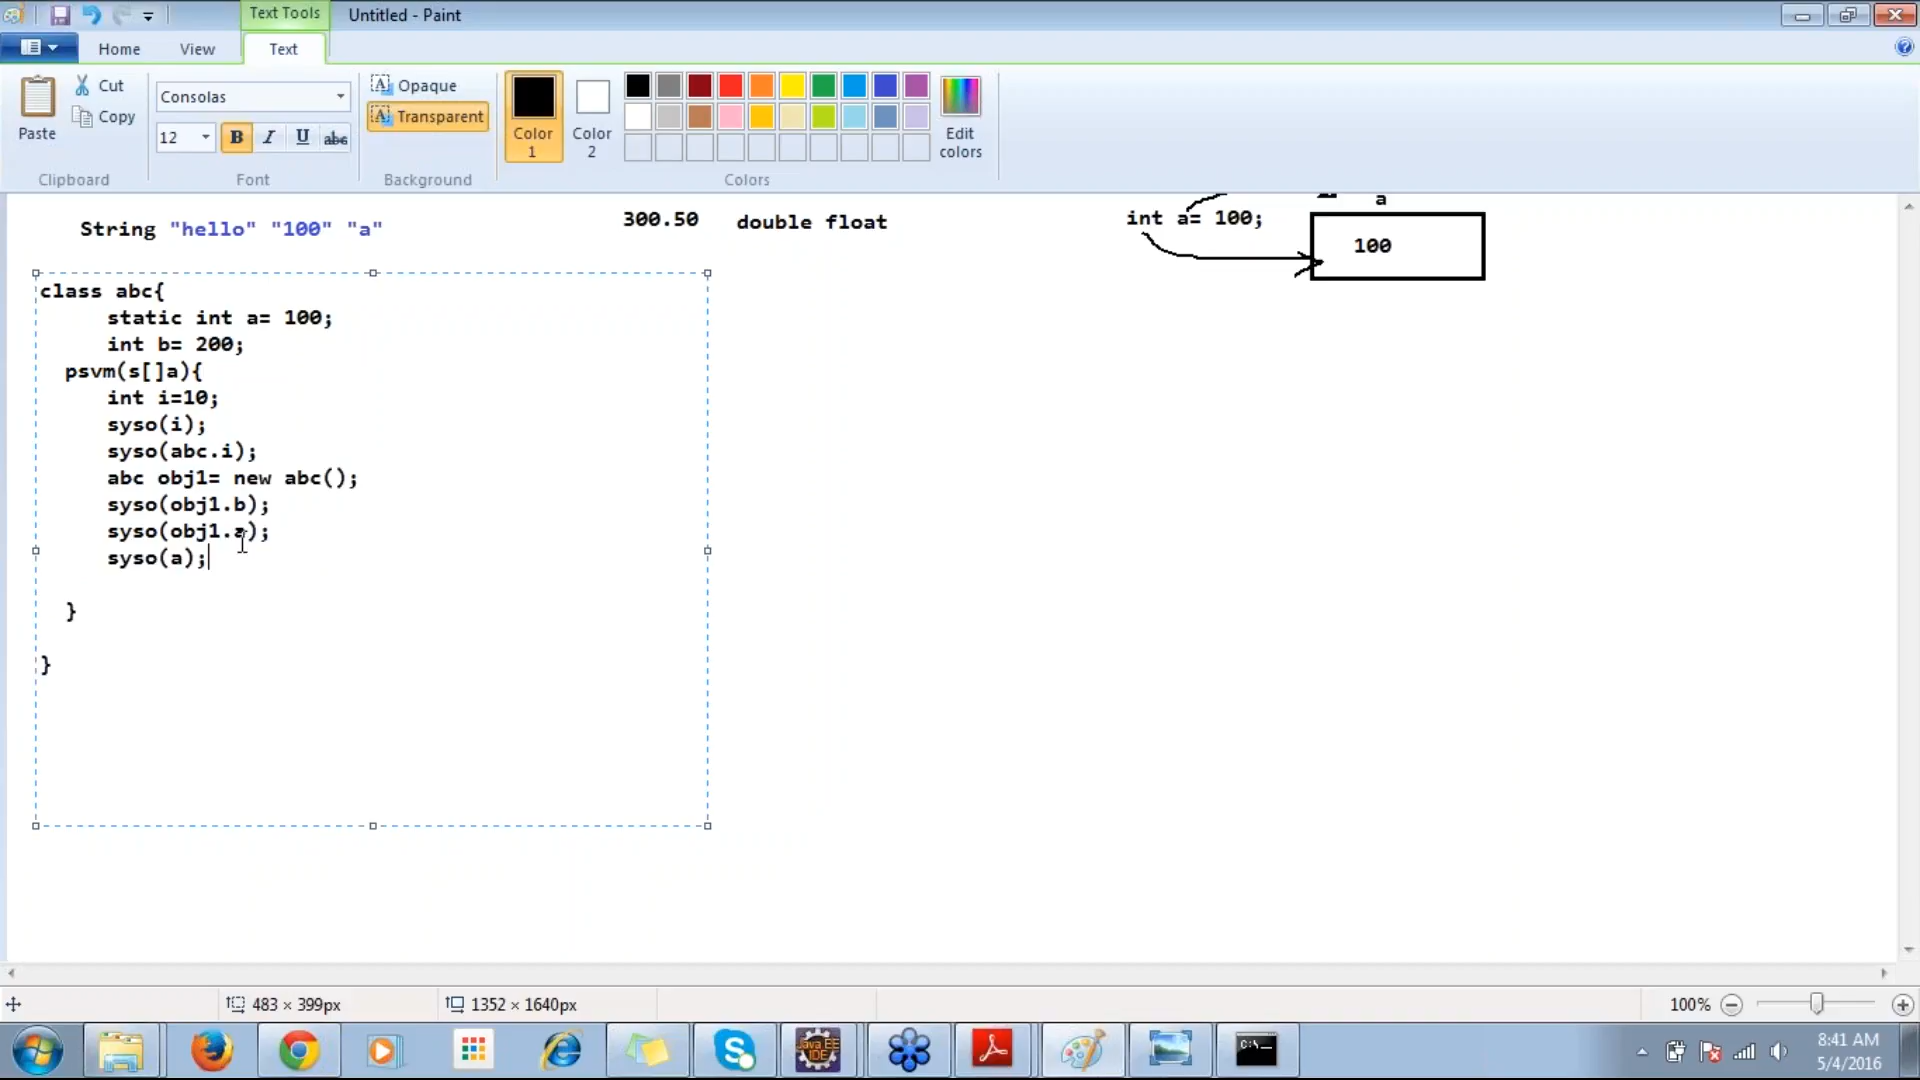 Text Tools
Untitled - Paint
Home
View
Text
Paste
Cut
Copy
Clipboard
Consolas
12
B
I
U
abc
Font
Opaque
Transparent
Background
Color 1
Color 2
Edit colors
Colors
String "hello" "100" "a"
300.50
double float
int a= 100;
a
100
class abc{
static int a= 100;
int b= 200;
psvm(s[]a){
int i=10;
syso(i);
syso(abc.i);
abc obj1= new abc();
syso(obj1.b);
syso(obj1.a);
syso(a);
}
}
483 × 399px
1352 × 1640px
100%
Java EE
IDE
C:\
8:41 AM
5/4/2016